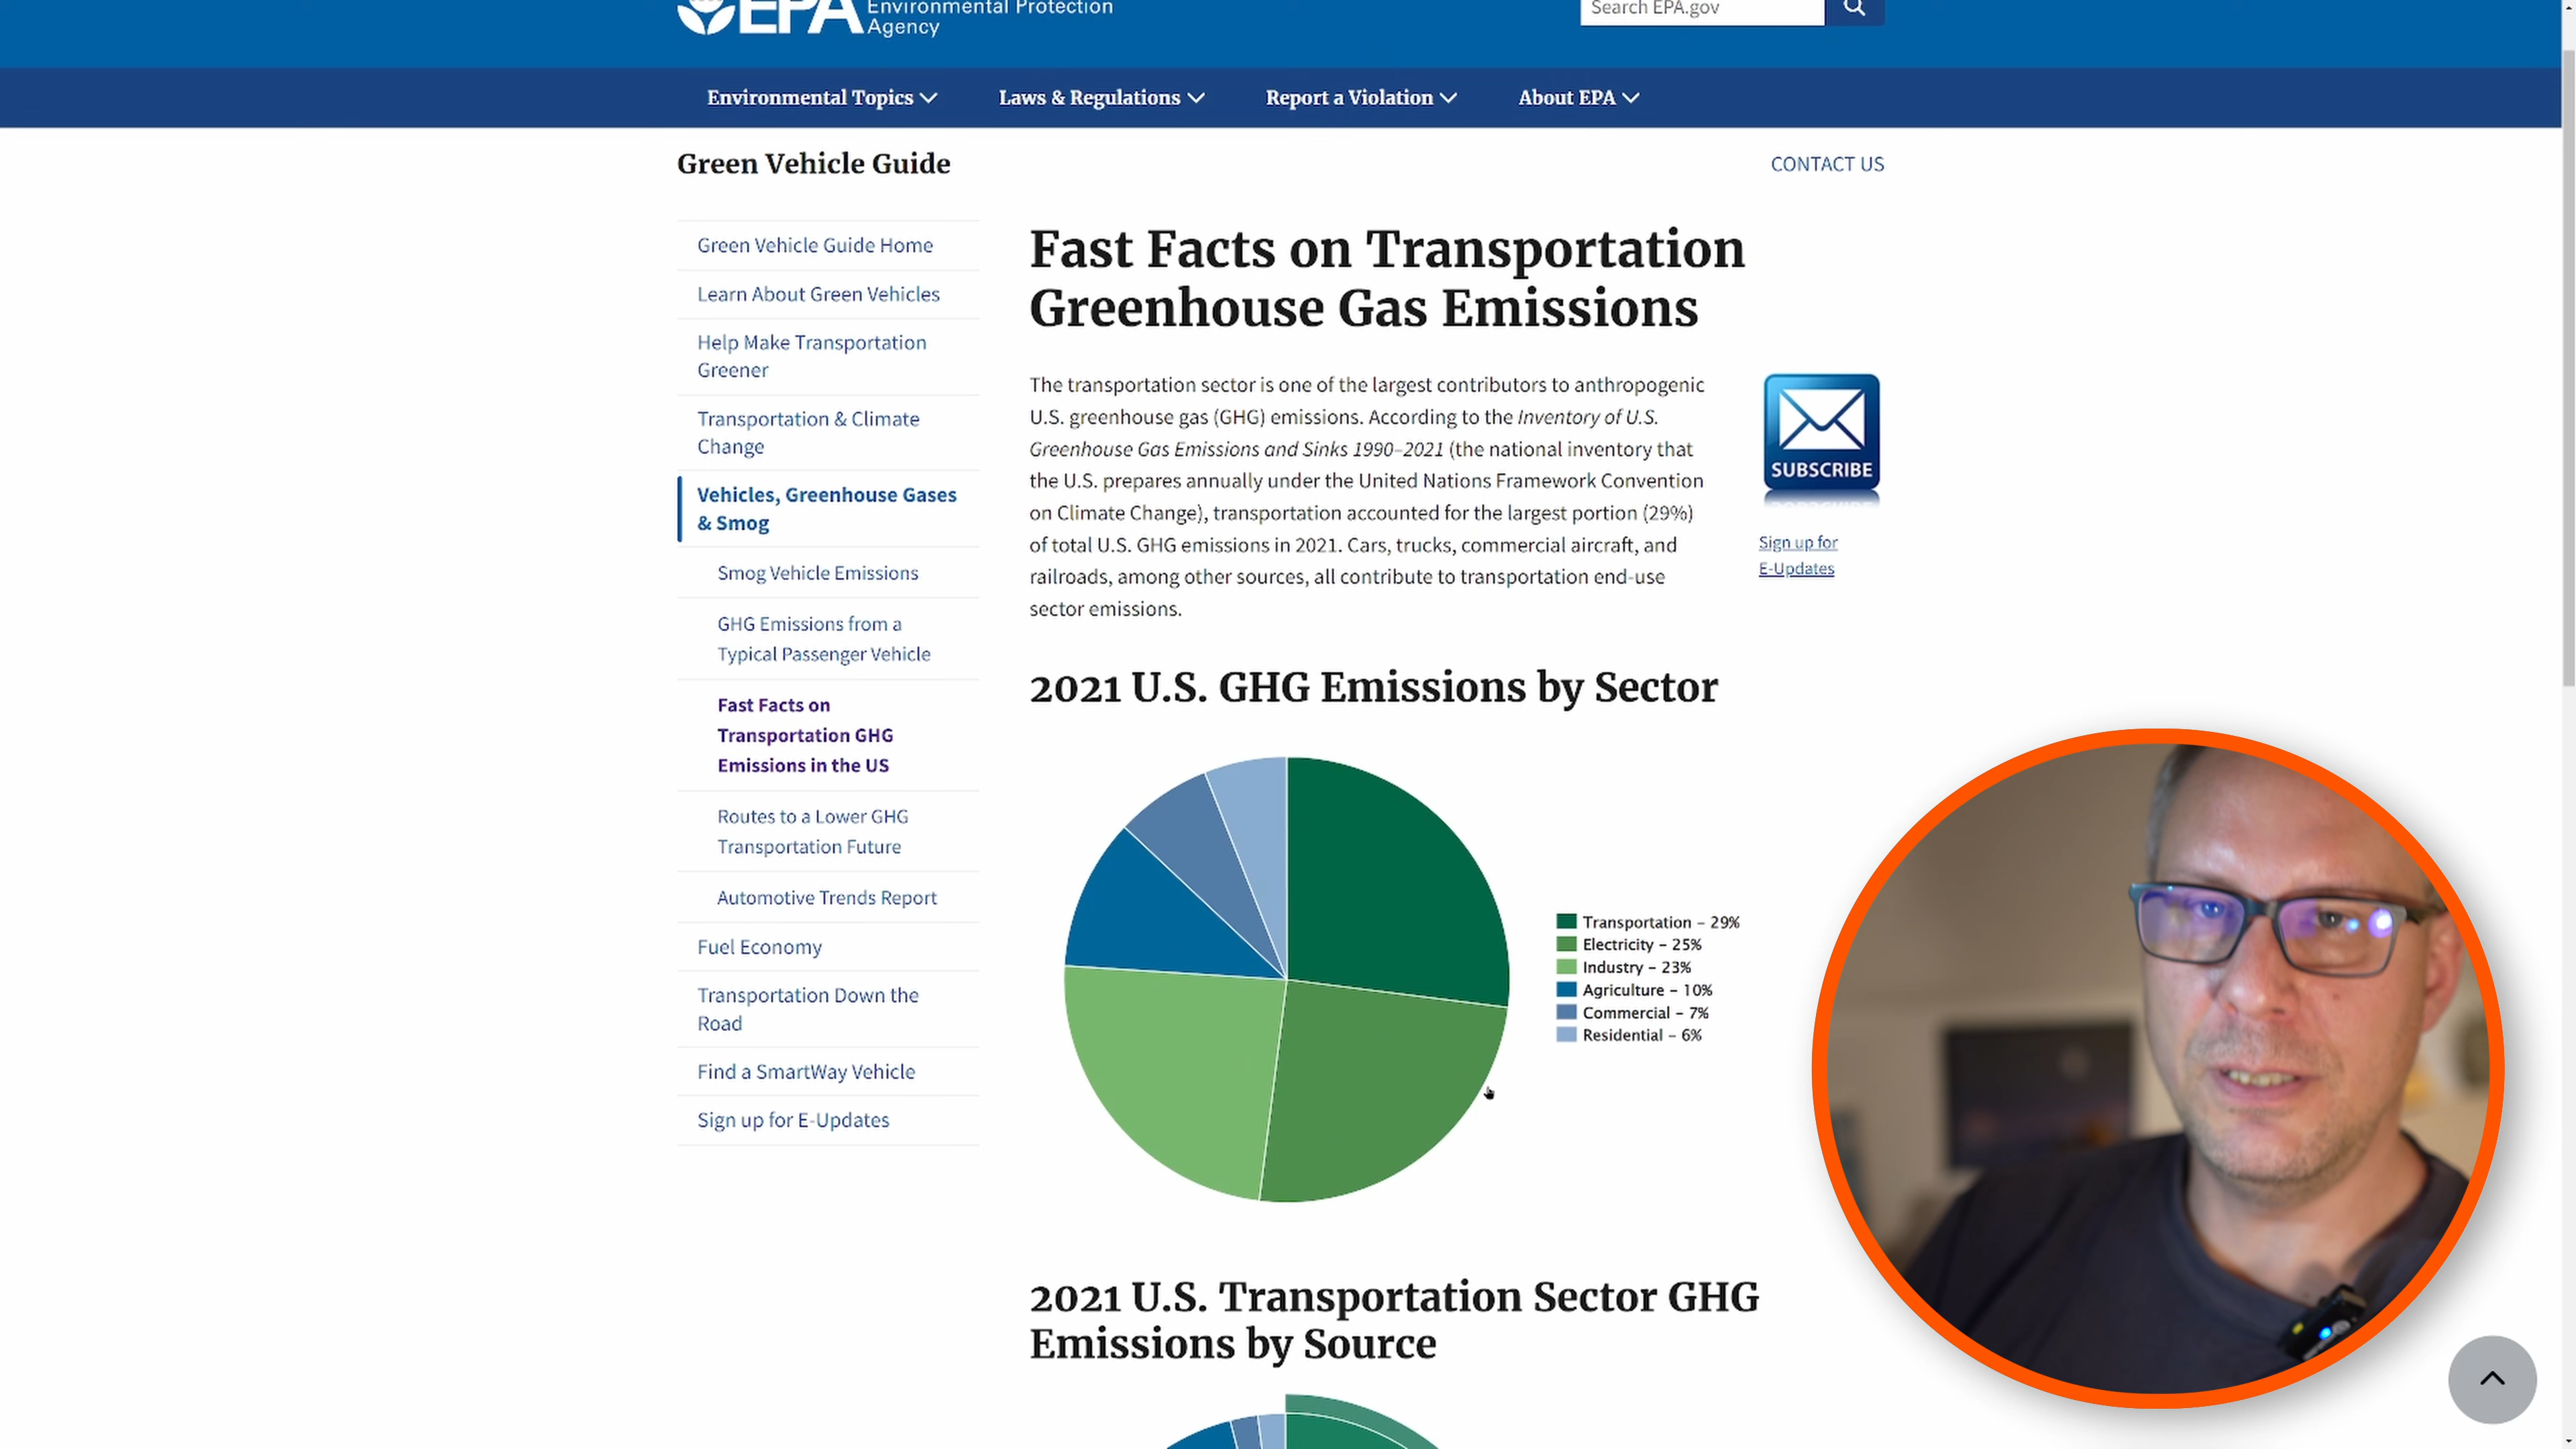 EPA
Environmental Protection
Agency
Search EPA.gov
Environmental Topics
Laws & Regulations
Report a Violation
About EPA
Green Vehicle Guide
CONTACT US
Green Vehicle Guide Home
Learn About Green Vehicles
Help Make Transportation
Greener
Transportation & Climate
Change
Vehicles, Greenhouse Gases
& Smog
Smog Vehicle Emissions
GHG Emissions from a
Typical Passenger Vehicle
Fast Facts on
Transportation GHG
Emissions in the US
Routes to a Lower GHG
Transportation Future
Automotive Trends Report
Fuel Economy
Transportation Down the
Road
Find a SmartWay Vehicle
Sign up for E-Updates
Fast Facts on Transportation
Greenhouse Gas Emissions
The transportation sector is one of the largest contributors to anthropogenic
U.S. greenhouse gas (GHG) emissions. According to the Inventory of U.S.
Greenhouse Gas Emissions and Sinks 1990–2021 (the national inventory that
the U.S. prepares annually under the United Nations Framework Convention
on Climate Change), transportation accounted for the largest portion (29%)
of total U.S. GHG emissions in 2021. Cars, trucks, commercial aircraft, and
railroads, among other sources, all contribute to transportation end-use
sector emissions.
SUBSCRIBE
Sign up for
E-Updates
2021 U.S. GHG Emissions by Sector
Transportation – 29%
Electricity – 25%
Industry – 23%
Agriculture – 10%
Commercial – 7%
Residential – 6%
2021 U.S. Transportation Sector GHG
Emissions by Source